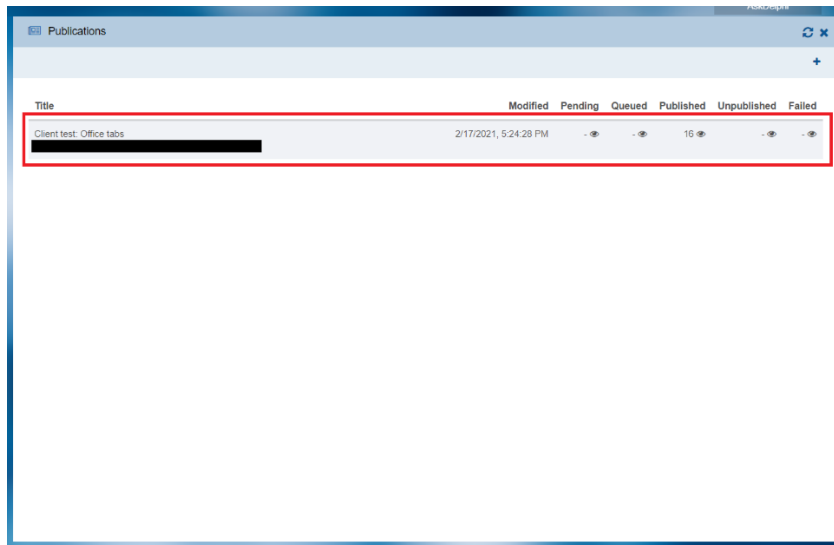 AskDelphi
Publications
+
Title Modified Pending Queued Published Unpublished Failed
Client test: Office tabs 2/17/2021, 5:24:28 PM - - 16 - -